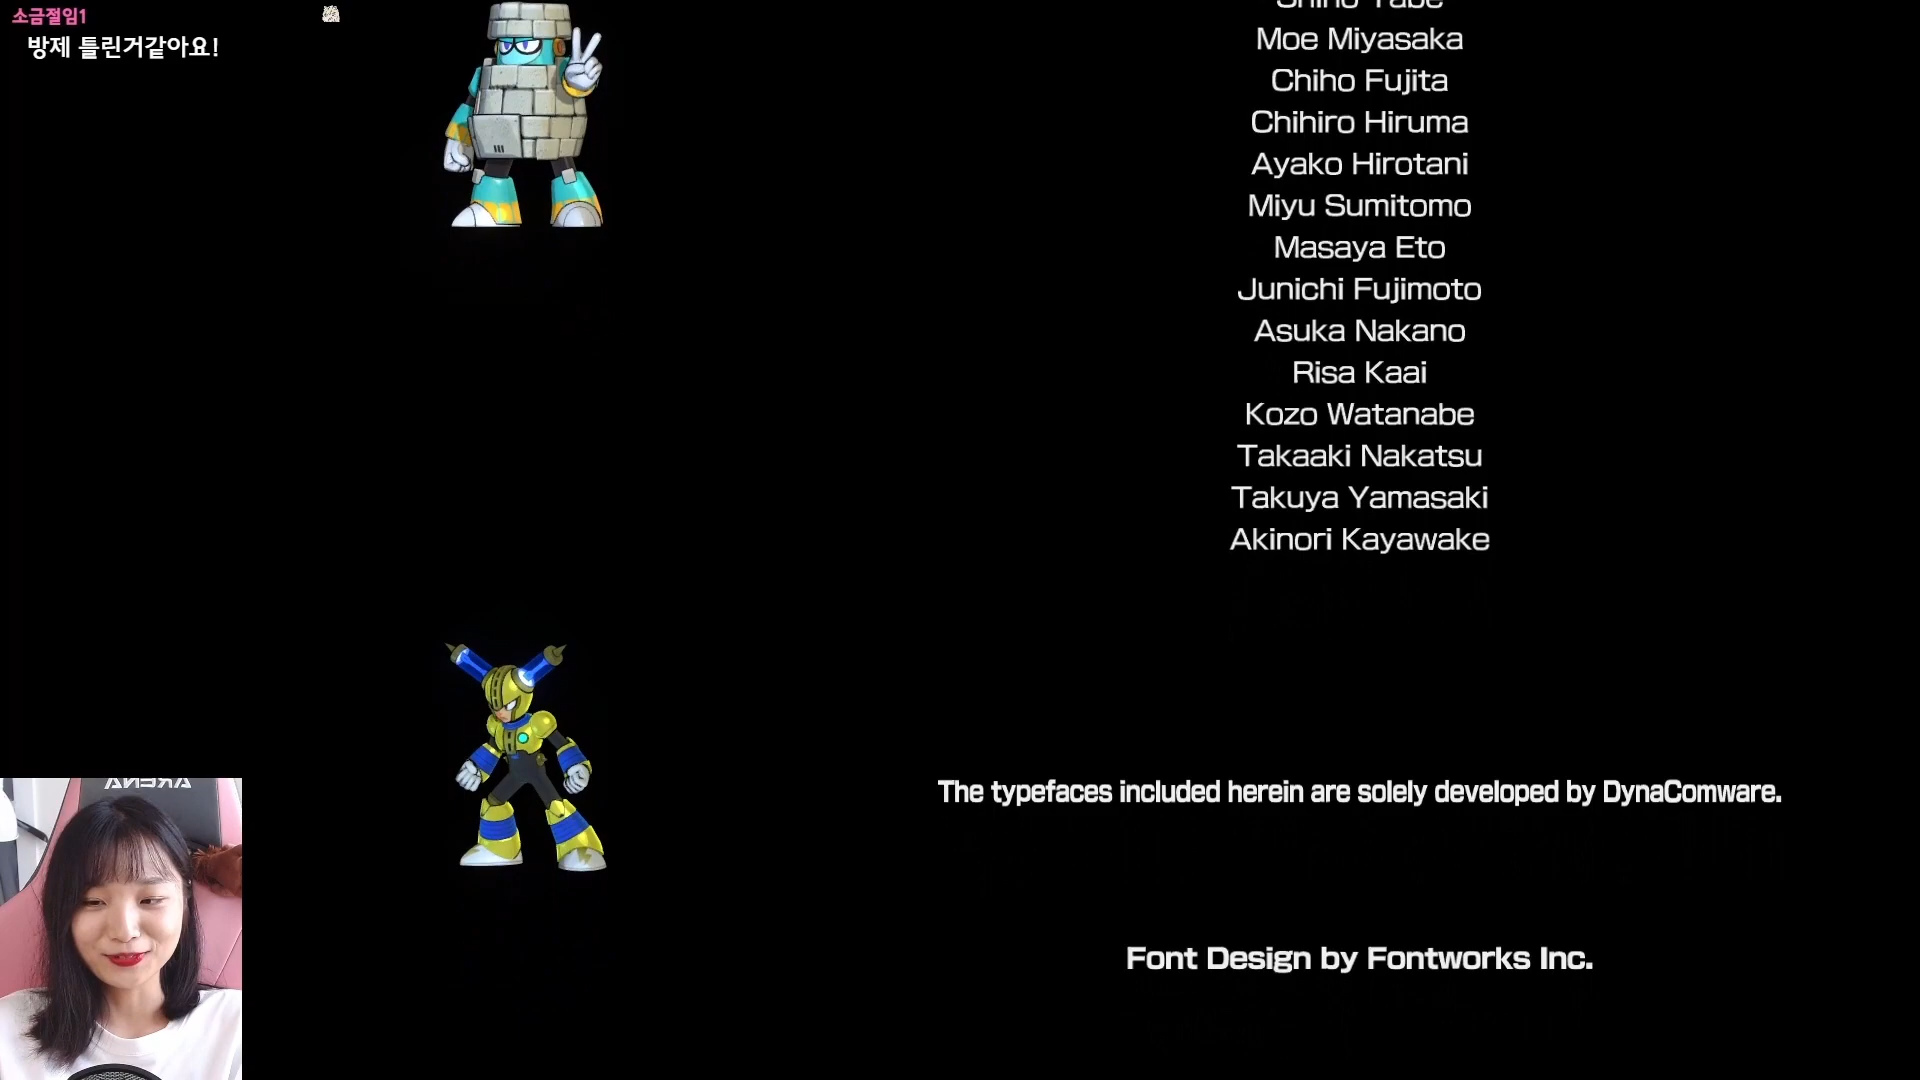 소금절임1
방제 틀린거같아요!
Moe Miyasaka
Chiho Fujita
Chihiro Hiruma
Ayako Hirotani
Miyu Sumitomo
Masaya Eto
Junichi Fujimoto
Asuka Nakano
Risa Kaai
Kozo Watanabe
Takaaki Nakatsu
Takuya Yamasaki
Akinori Kayawake
The typefaces included herein are solely developed by DynaComware.
Font Design by Fontworks Inc.
ARENA